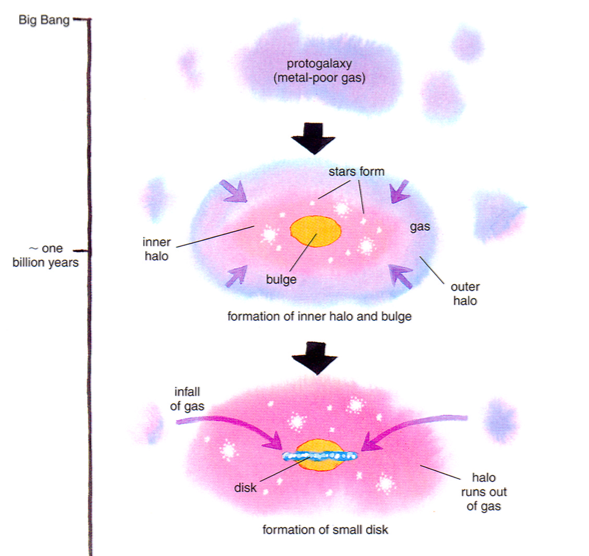 Big Bang
protogalaxy
(metal-poor gas)
stars form
gas
inner
halo
~ one
billion years
bulge
outer
halo
formation of inner halo and bulge
infall
of gas
disk
halo
runs out
of gas
formation of small disk